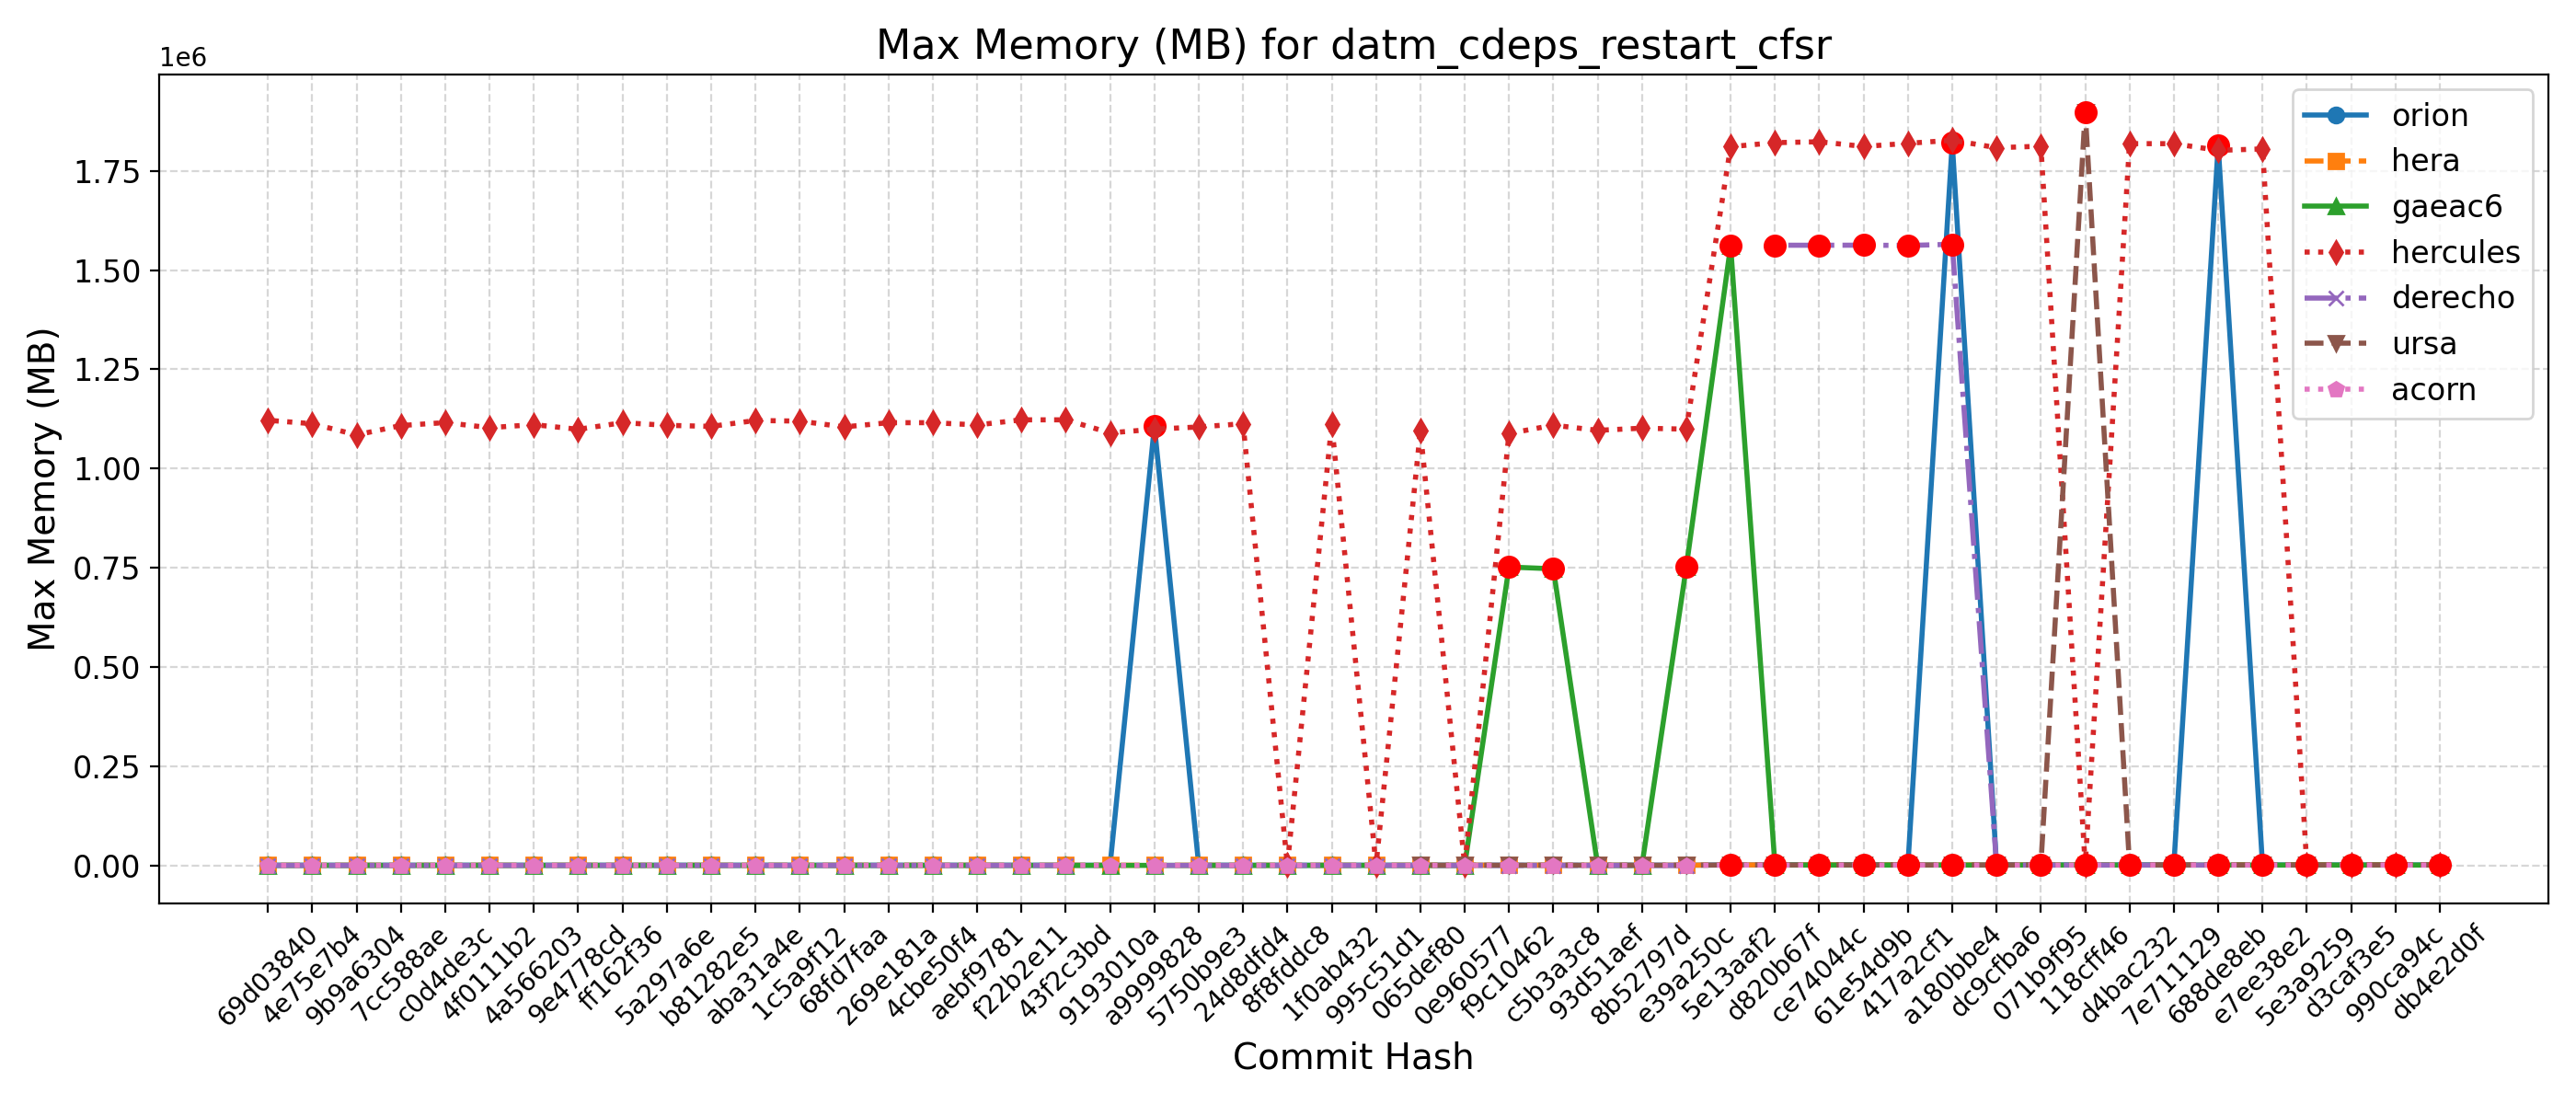 Max Memory (MB) for datm_cdeps_restart_cfsr
1e6
Max Memory (MB)
1.75
1.50
1.25
1.00
0.75
0.50
0.25
0.00
orion
hera
gaeac6
hercules
derecho
ursa
acorn
69d03840
4e75e7b4
9b9a6304
7cc588ae
c0d4de3c
4f0111b2
4a566203
9e4778cd
ff162f36
5a297a6e
b81282e5
aba31a4e
1c5a9f12
68fd7faa
269e181a
4cbe50f4
aebf9781
f22b2e11
43f2c3bd
9193010a
a9999828
5750b9e3
24d8dfd4
8f8fddc8
1f0ab432
995c51d1
065def80
0e960577
f9c10462
c5b3a3c8
93d51aef
8b52797d
e39a250c
5e13aaf2
d820b67f
ce74044c
61e54d9b
417a2cf1
a180bbe4
dc9cfba6
071b9f95
118cff46
d4bac232
7e711129
688de8eb
e7ee38e2
5e3a9259
d3caf3e5
990ca94c
db4e2d0f
Commit Hash